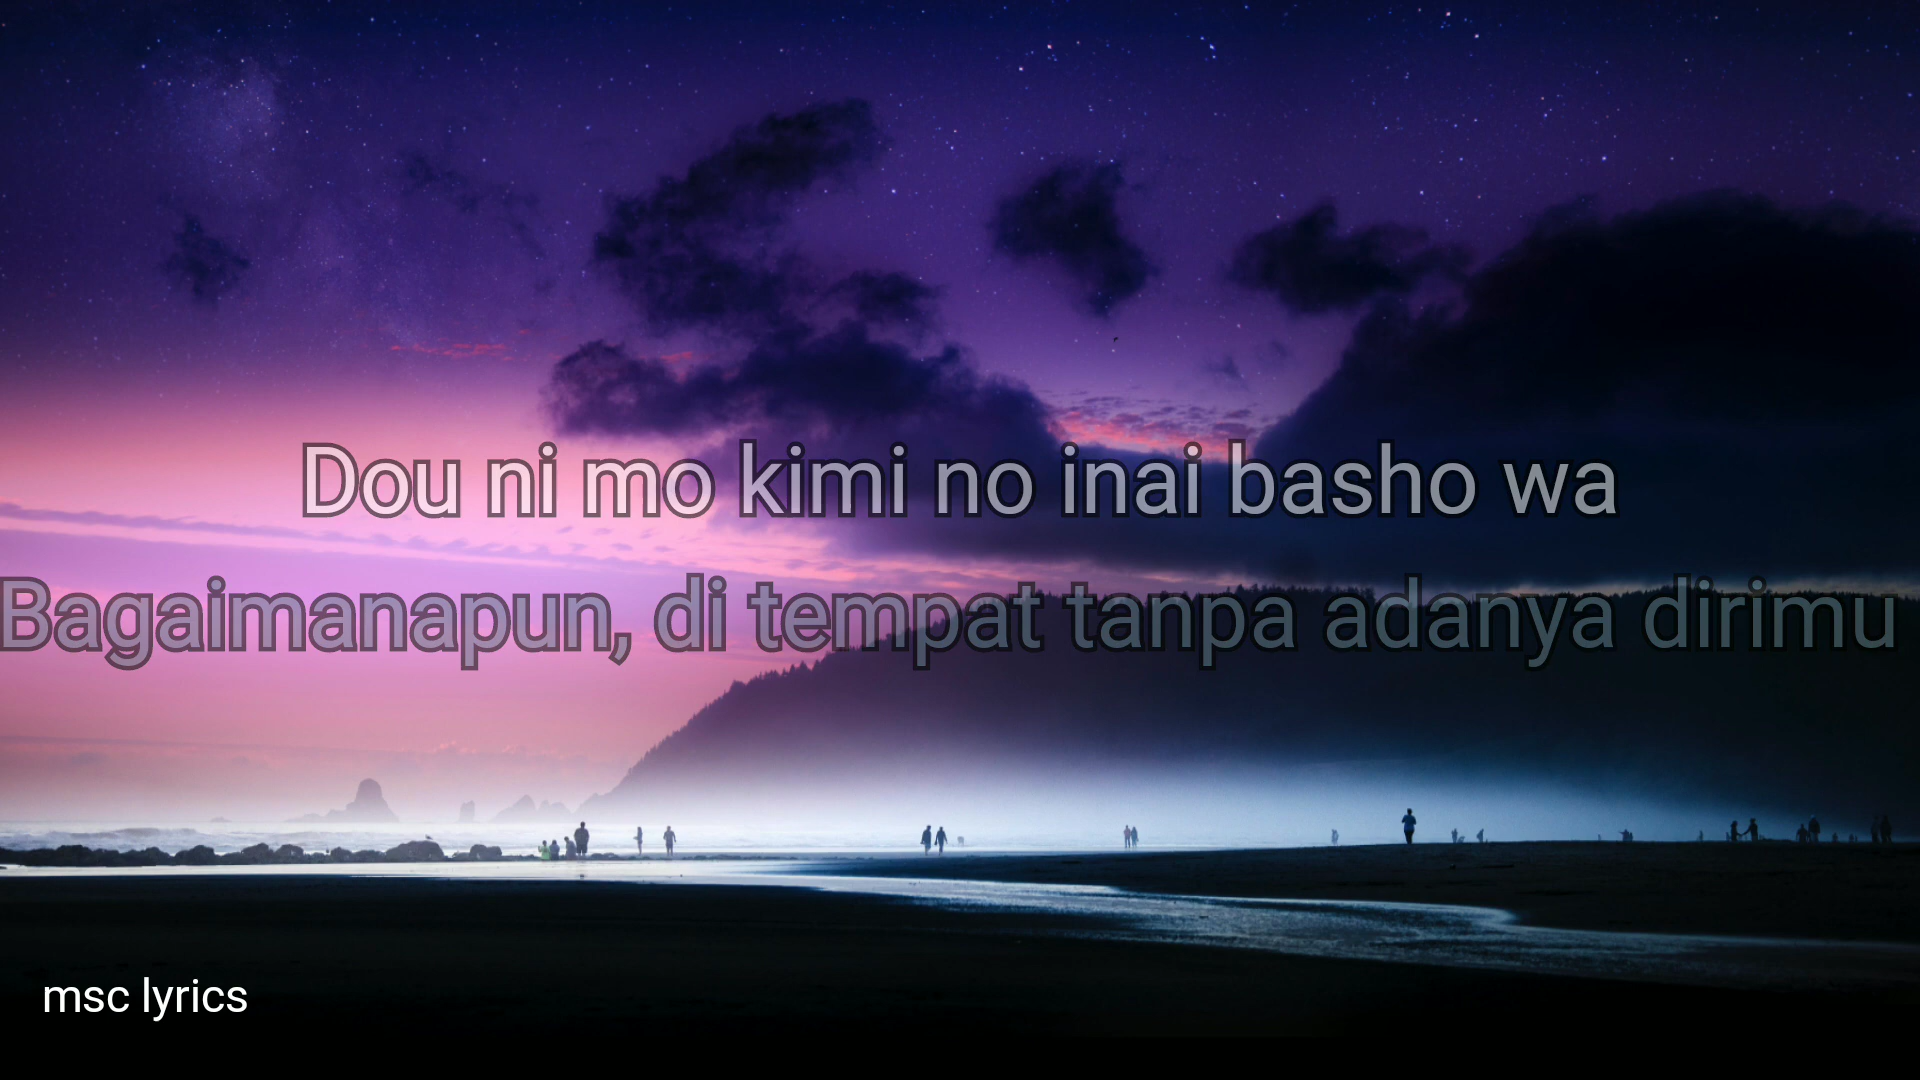 Dou ni mo kimi no inai basho wa
Bagaimanapun, di tempat tanpa adanya dirimu
msc lyrics